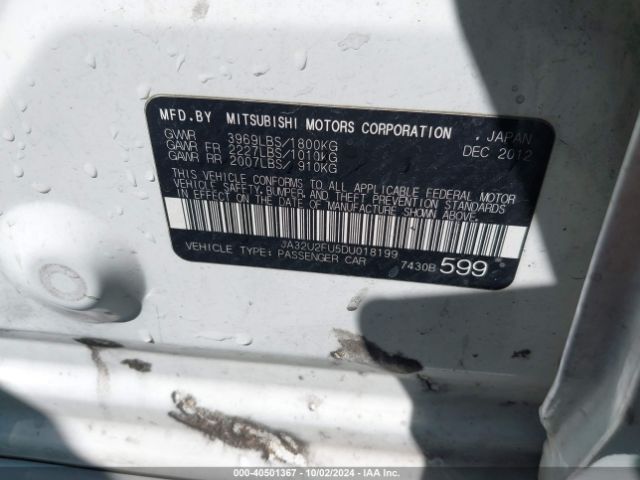 MFD.BY MITSUBISHI MOTORS CORPORATION . JAPAN
GVWR 3969LBS/1800KG DEC 2012
GAWR FR 2227LBS/1010KG
GAWR RR 2007LBS/ 910KG
THIS VEHICLE CONFORMS TO ALL APPLICABLE FEDERAL MOTOR
VEHICLE SAFETY, BUMPER, AND THEFT PREVENTION STANDARDS
IN EFFECT ON THE DATE OF MANUFACTURE SHOWN ABOVE.
JA32U2FU5DU018199
VEHICLE TYPE: PASSENGER CAR 7430B 599
000-40501367 - 10/02/2024 - IAA Inc.